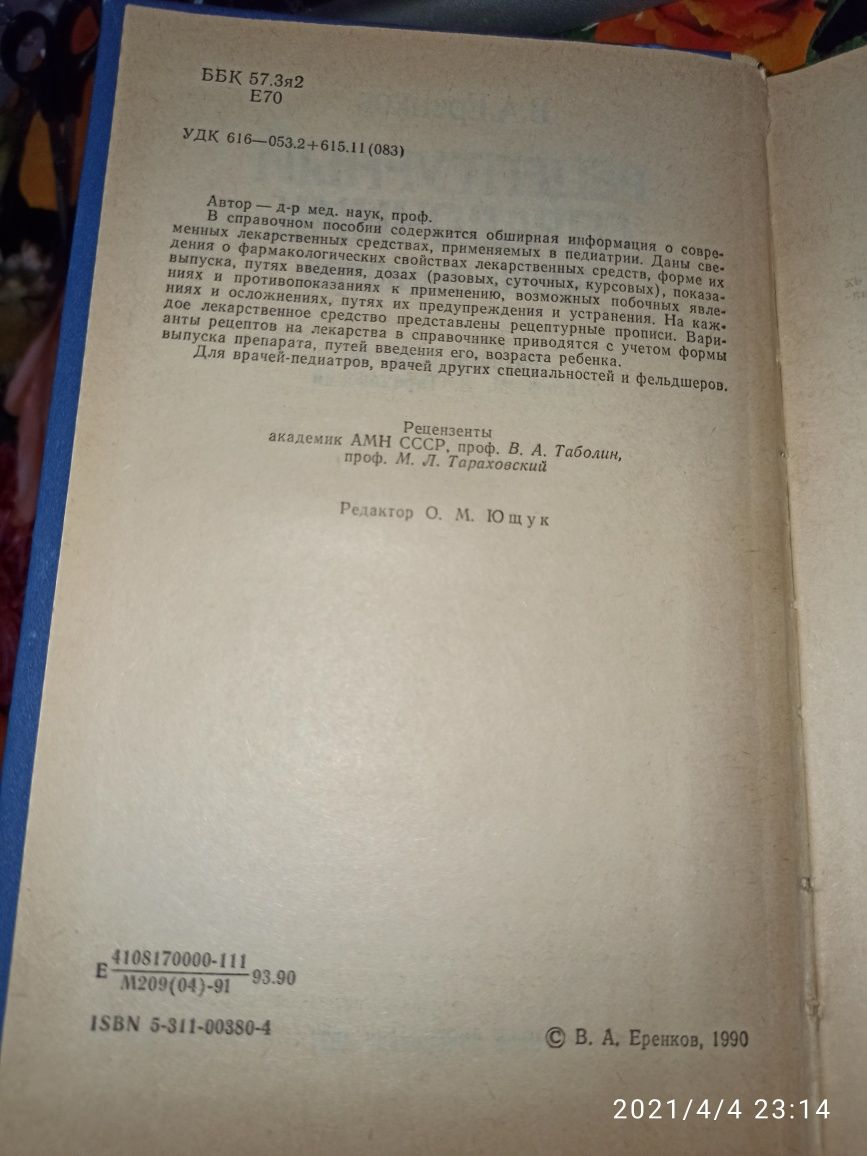 ББК 57.3я2
Е70
УДК 616—053.2+615.11(083)
Автор — д-р мед. наук, проф.
В справочном пособии содержится обширная информация о совре-
менных лекарственных средствах, применяемых в педиатрии. Даны све-
дения о фармакологических свойствах лекарственных средств, форме их
выпуска, путях введения, дозах (разовых, суточных, курсовых), показа-
ниях и противопоказаниях к применению, возможных побочных явле-
ниях и осложнениях, путях их предупреждения и устранения. На каж-
дое лекарственное средство представлены рецептурные прописи. Вари-
анты рецептов на лекарства в справочнике приводятся с учетом формы
выпуска препарата, путей введения его, возраста ребенка.
Для врачей-педиатров, врачей других специальностей и фельдшеров.
Рецензенты
академик АМН СССР, проф. В. А. Таболин,
проф. М. Л. Тараховский
Редактор О. М. Ющук
Е 4108170000-111 93.90
М209(04)-91
ISBN 5-311-00380-4
© В. А. Еренков, 1990
2021/4/4 23:14